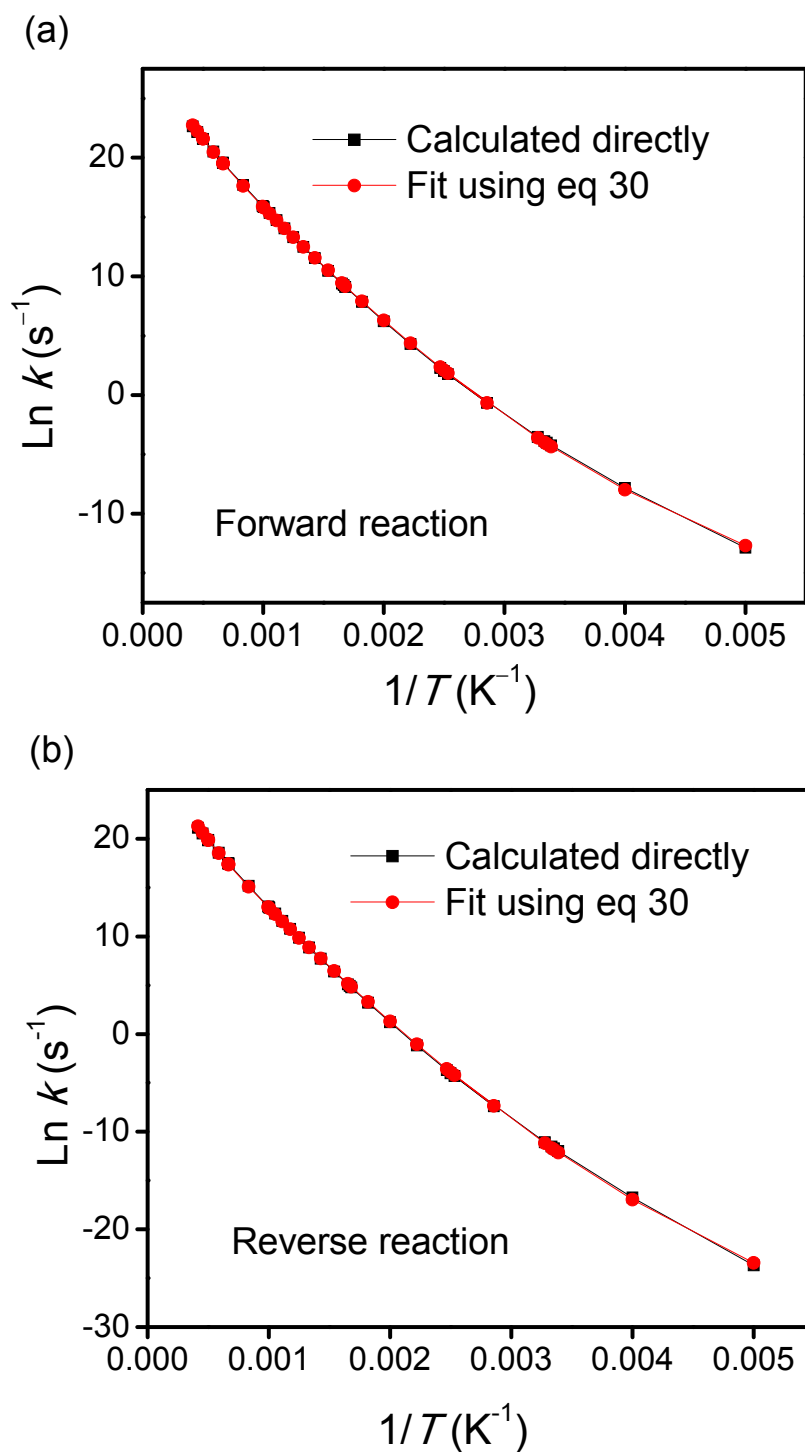 (a)
20
10
0
-10
Ln k (s⁻¹)
Calculated directly
Fit using eq 30
Forward reaction
0.000 0.001 0.002 0.003 0.004 0.005
1/T (K⁻¹)
(b)
20
10
0
-10
-20
-30
Ln k (s⁻¹)
Calculated directly
Fit using eq 30
Reverse reaction
0.000 0.001 0.002 0.003 0.004 0.005
1/T (K⁻¹)